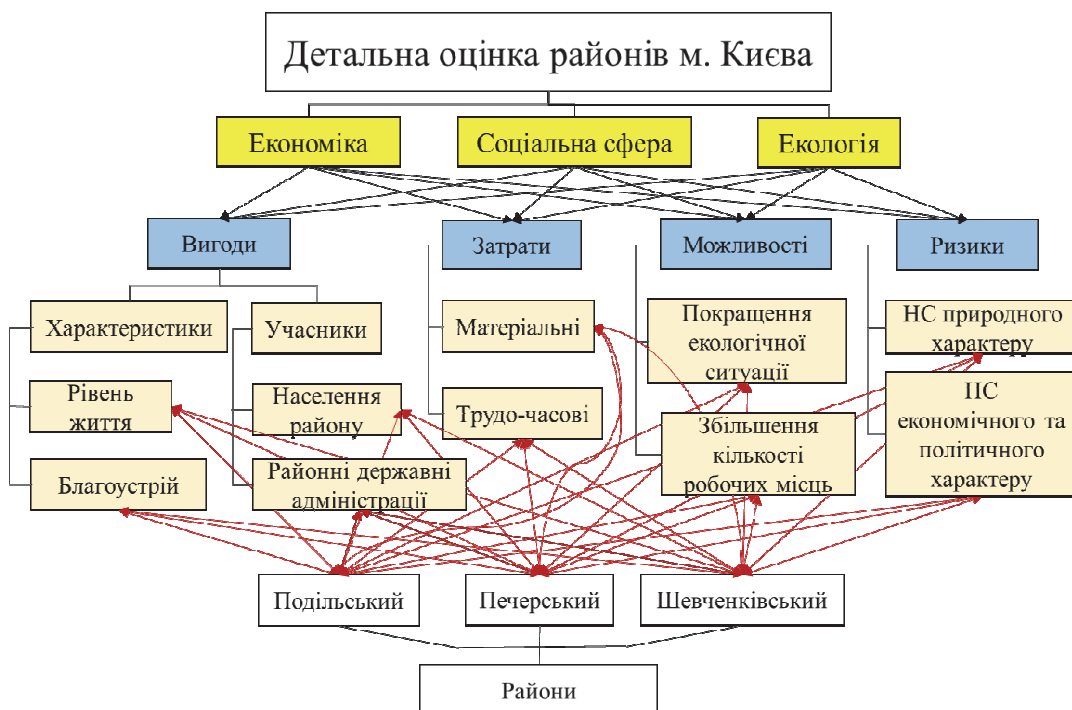 Детальна оцінка районів м. Києва
Економіка
Соціальна сфера
Екологія
Вигоди
Затрати
Можливості
Ризики
Характеристики
Учасники
Матеріальні
Покращення
екологічної
ситуації
НС природного
характеру
Рівень
життя
Населення
району
Трудо-часові
Збільшення
кількості
робочих місць
НС
економічного та
політичного
характеру
Благоустрій
Районні державні
адміністрації
Подільський
Печерський
Шевченківський
Райони